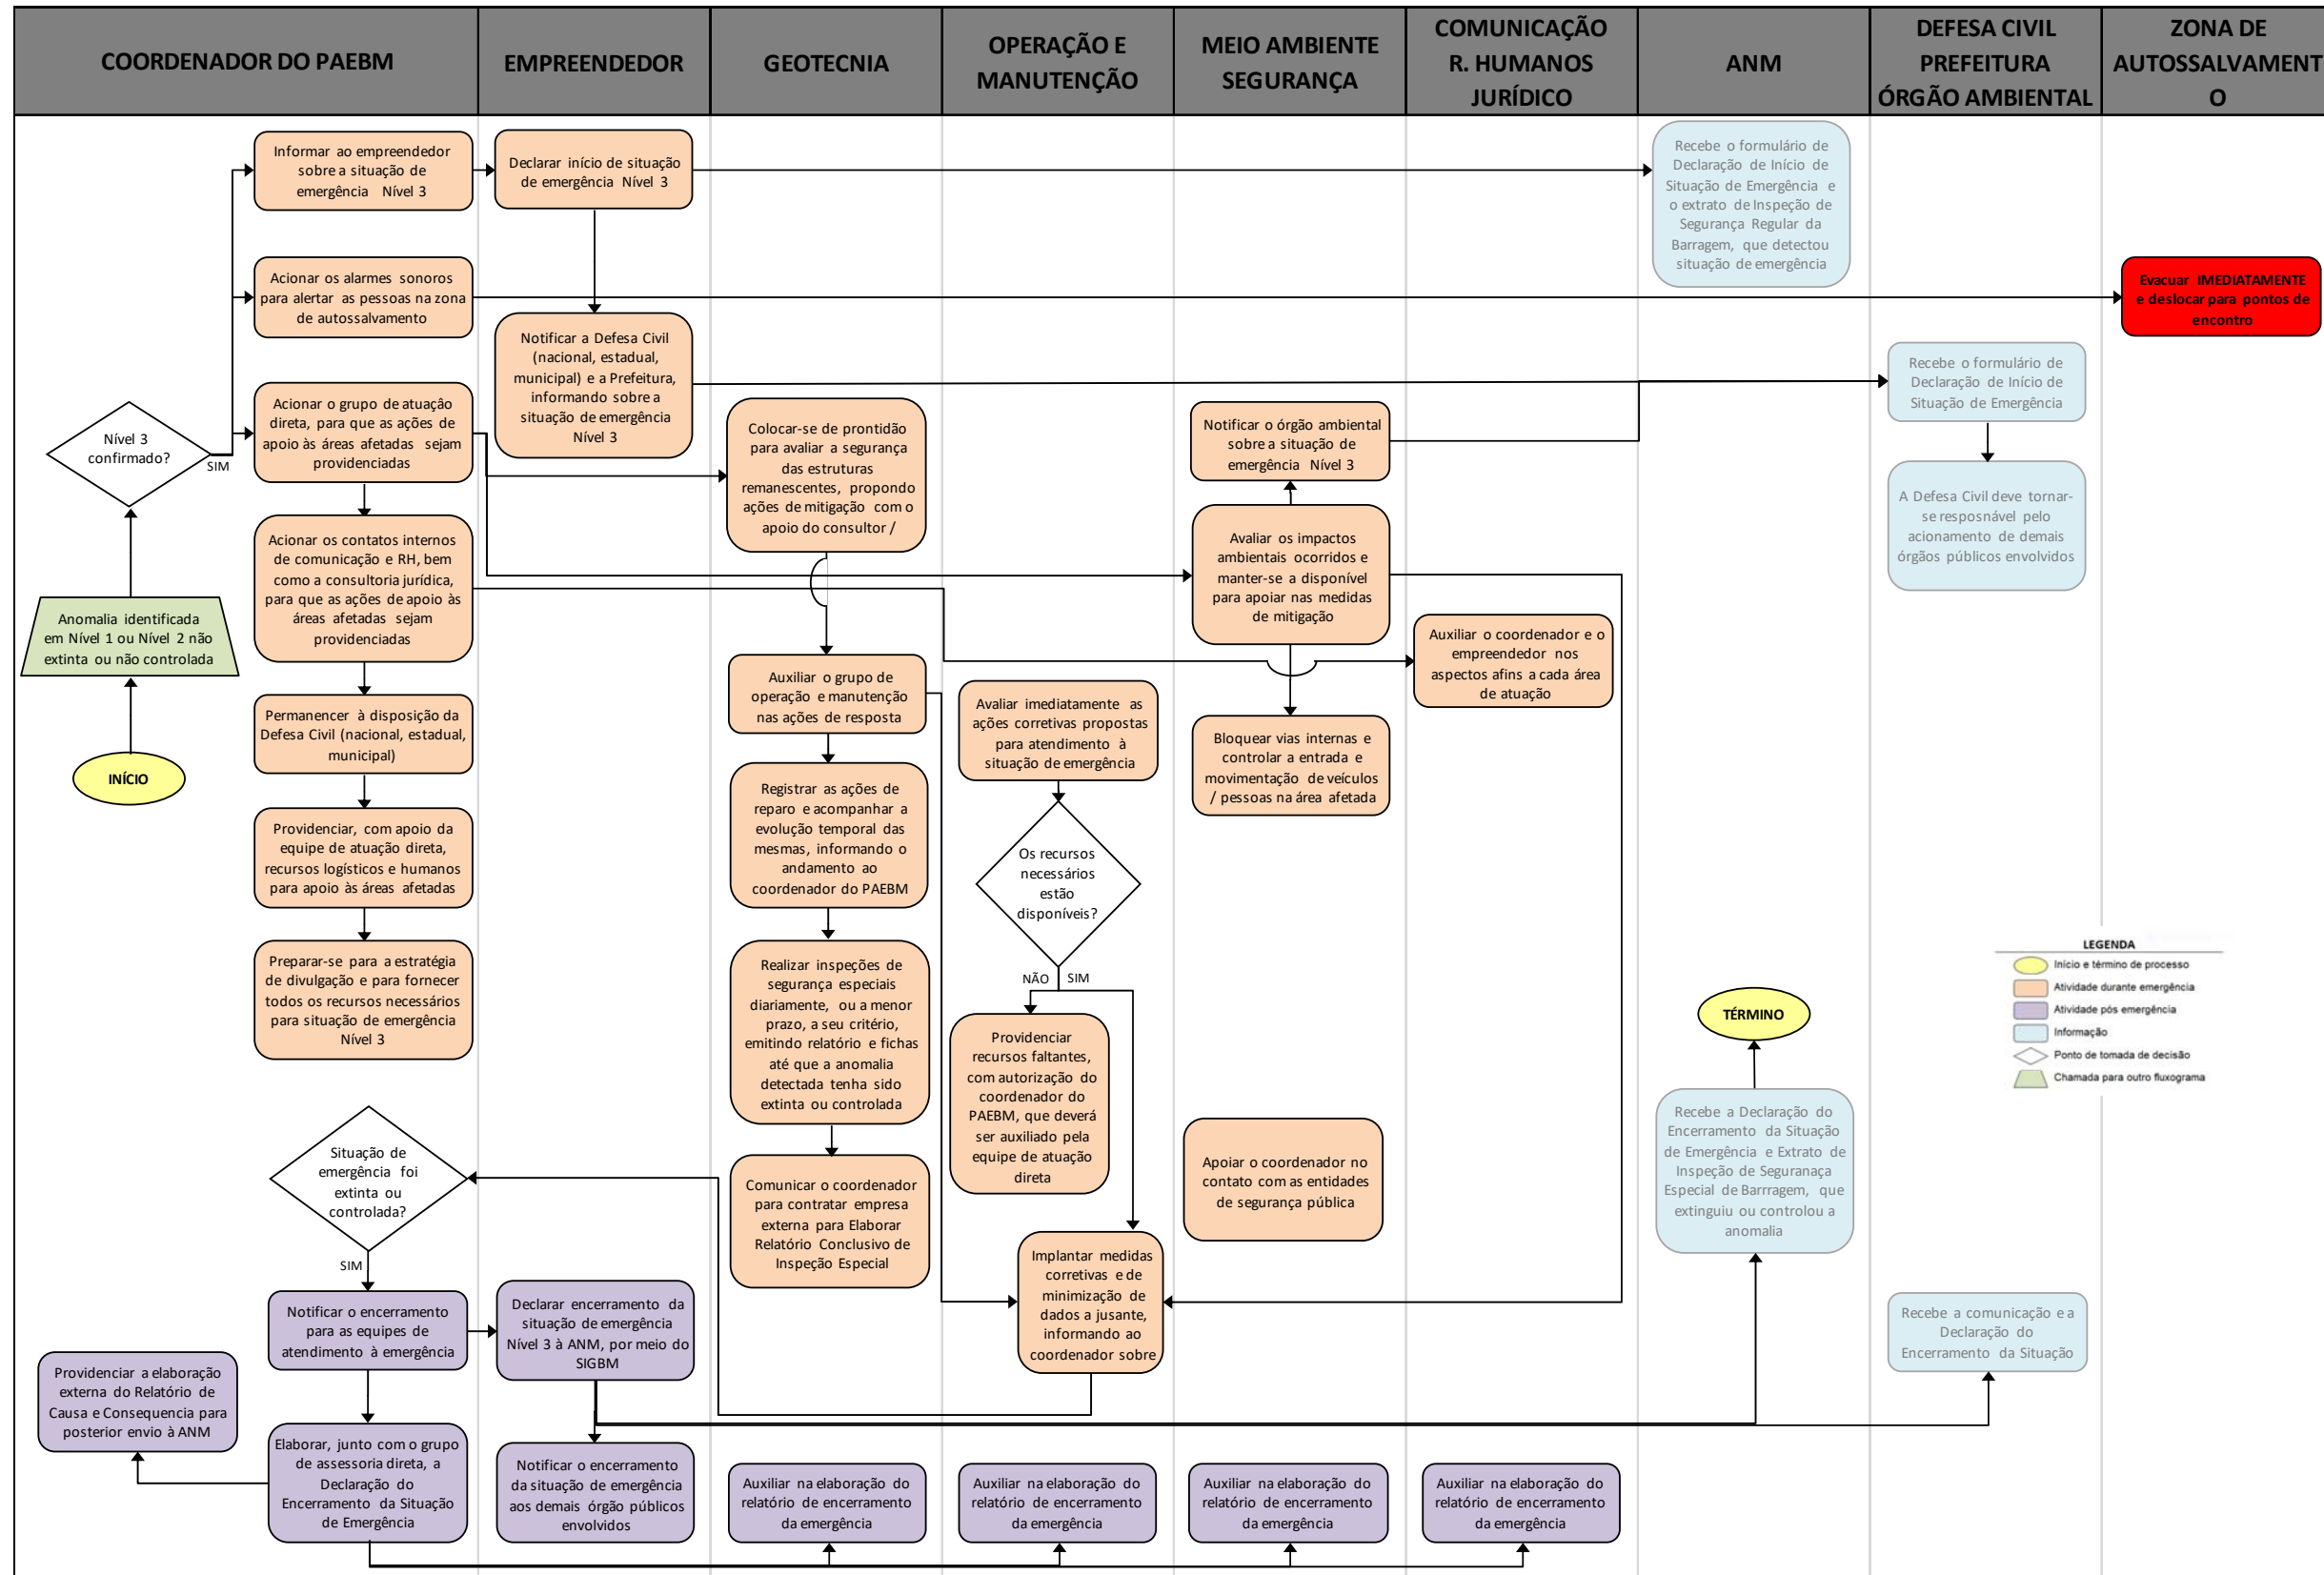 COORDENADOR DO PAEBM
EMPREENDEDOR
GEOTECNIA
OPERAÇÃO E
MANUTENÇÃO
MEIO AMBIENTE
SEGURANÇA
COMUNICAÇÃO
R. HUMANOS
JURÍDICO
ANM
DEFESA CIVIL
PREFEITURA
ÓRGÃO AMBIENTAL
ZONA DE
AUTOSSALVAMENT
O
Informar ao empreendedor
sobre a situação de
emergência Nível 3
Acionar os alarmes sonoros
para alertar as pessoas na zona
de autossalvamento
Acionar o grupo de atuação
direta, para que as ações de
apoio às áreas afetadas sejam
providenciadas
Nível 3
confirmado?
SIM
Acionar os contatos internos
de comunicação e RH, bem
como a consultoria jurídica,
para que as ações de apoio às
áreas afetadas sejam
providenciadas
Anomalia identificada
em Nível 1 ou Nível 2 não
extinta ou não controlada
INÍCIO
Permanencer à disposição da
Defesa Civil (nacional, estadual,
municipal)
Providenciar, com apoio da
equipe de atuação direta,
recursos logísticos e humanos
para apoio às áreas afetadas
Preparar-se para a estratégia
de divulgação e para fornecer
todos os recursos necessários
para situação de emergência
Nível 3
Situação de
emergência foi
extinta ou
controlada?
SIM
Notificar o encerramento
para as equipes de
atendimento à emergência
Providenciar a elaboração
externa do Relatório de
Causa e Consequencia para
posterior envio à ANM
Elaborar, junto com o grupo
de assessoria direta, a
Declaração do
Encerramento da Situação
de Emergência
Declarar início de situação
de emergência Nível 3
Notificar a Defesa Civil
(nacional, estadual,
municipal) e a Prefeitura,
informando sobre a
situação de emergência
Nível 3
Declarar encerramento da
situação de emergência
Nível 3 à ANM, por meio do
SIGBM
Notificar o encerramento
da situação de emergência
aos demais órgão públicos
envolvidos
Colocar-se de prontidão
para avaliar a segurança
das estruturas
remanescentes, propondo
ações de mitigação com o
apoio do consultor /
Auxiliar o grupo de
operação e manutenção
nas ações de resposta
Registrar as ações de
reparo e acompanhar a
evolução temporal das
mesmas, informando o
andamento ao
coordenador do PAEBM
Realizar inspeções de
segurança especiais
diariamente, ou a menor
prazo, a seu critério,
emitindo relatório e fichas
até que a anomalia
detectada tenha sido
extinta ou controlada
Comunicar o coordenador
para contratar empresa
externa para Elaborar
Relatório Conclusivo de
Inspeção Especial
Auxiliar na elaboração do
relatório de encerramento
da emergência
Avaliar imediatamente as
ações corretivas propostas
para atendimento à
situação de emergência
Os recursos
necessários
estão
disponíveis?
NÃO
SIM
Providenciar
recursos faltantes,
com autorização do
coordenador do
PAEBM, que deverá
ser auxiliado pela
equipe de atuação
direta
Implantar medidas
corretivas e de
minimização de
dados a jusante,
informando ao
coordenador sobre
Auxiliar na elaboração do
relatório de encerramento
da emergência
Notificar o órgão ambiental
sobre a situação de
emergência Nível 3
Avaliar os impactos
ambientais ocorridos e
manter-se a disponível
para apoiar nas medidas
de mitigação
Bloquear vias internas e
controlar a entrada e
movimentação de veículos
/ pessoas na área afetada
Apoiar o coordenador no
contato com as entidades
de segurança pública
Auxiliar na elaboração do
relatório de encerramento
da emergência
Auxiliar o coordenador e o
empreendedor nos
aspectos afins a cada área
de atuação
Auxiliar na elaboração do
relatório de encerramento
da emergência
Recebe o formulário de
Declaração de Início de
Situação de Emergência e
o extrato de Inspeção de
Segurança Regular da
Barragem, que detectou
situação de emergência
TÉRMINO
Recebe a Declaração do
Encerramento da Situação
de Emergência e Extrato de
Inspeção de Seguranaça
Especial de Barrragem, que
extinguiu ou controlou a
anomalia
Recebe o formulário de
Declaração de Início de
Situação de Emergência
A Defesa Civil deve tornar-
se resposnável pelo
acionamento de demais
órgãos públicos envolvidos
Recebe a comunicação e a
Declaração do
Encerramento da Situação
Evacuar IMEDIATAMENTE
e deslocar para pontos de
encontro
LEGENDA
Início e término de processo
Atividade durante emergência
Atividade pós emergência
Informação
Ponto de tomada de decisão
Chamada para outro fluxograma